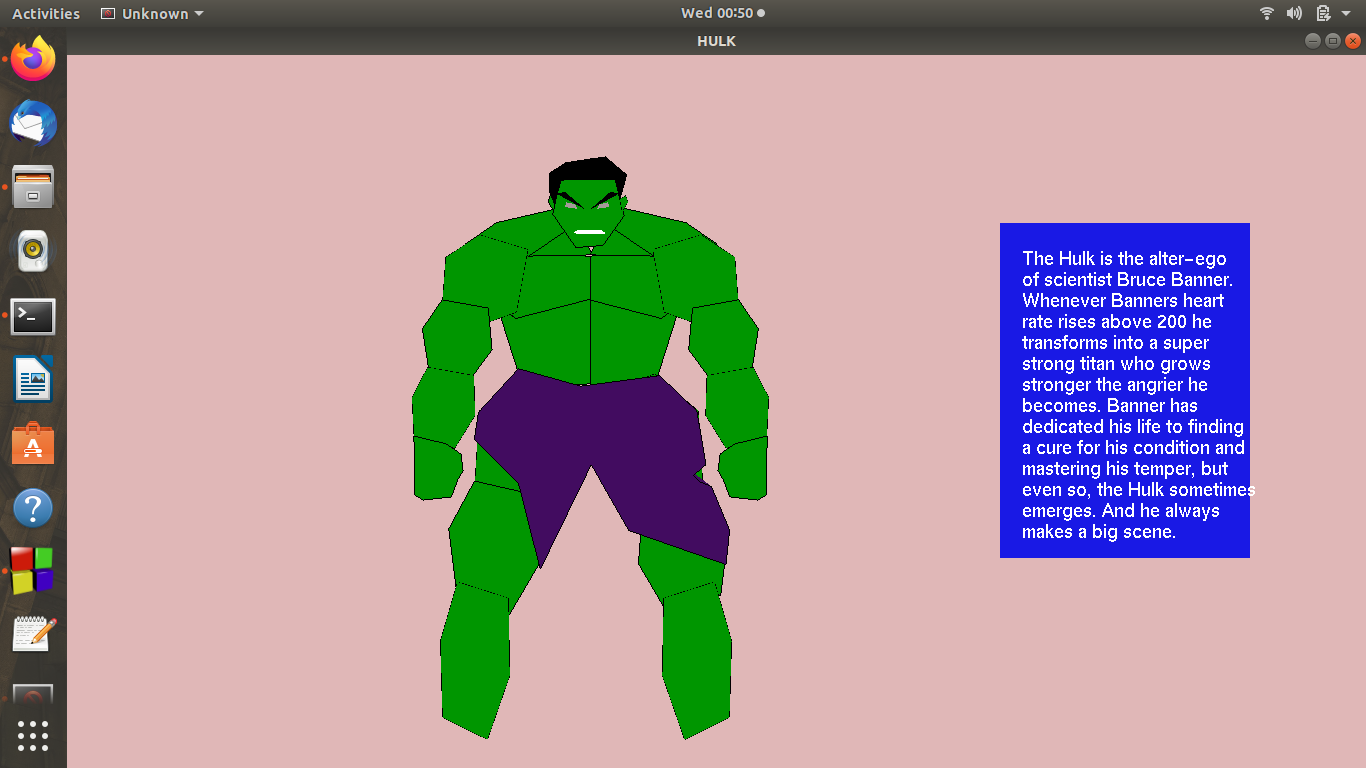 Activities
Unknown
Wed 00:50
HULK
The Hulk is the alter-ego
of scientist Bruce Banner.
Whenever Banners heart
rate rises above 200 he
transforms into a super
strong titan who grows
stronger the angrier he
becomes. Banner has
dedicated his life to finding
a cure for his condition and
mastering his temper, but
even so, the Hulk sometimes
emerges. And he always
makes a big scene.